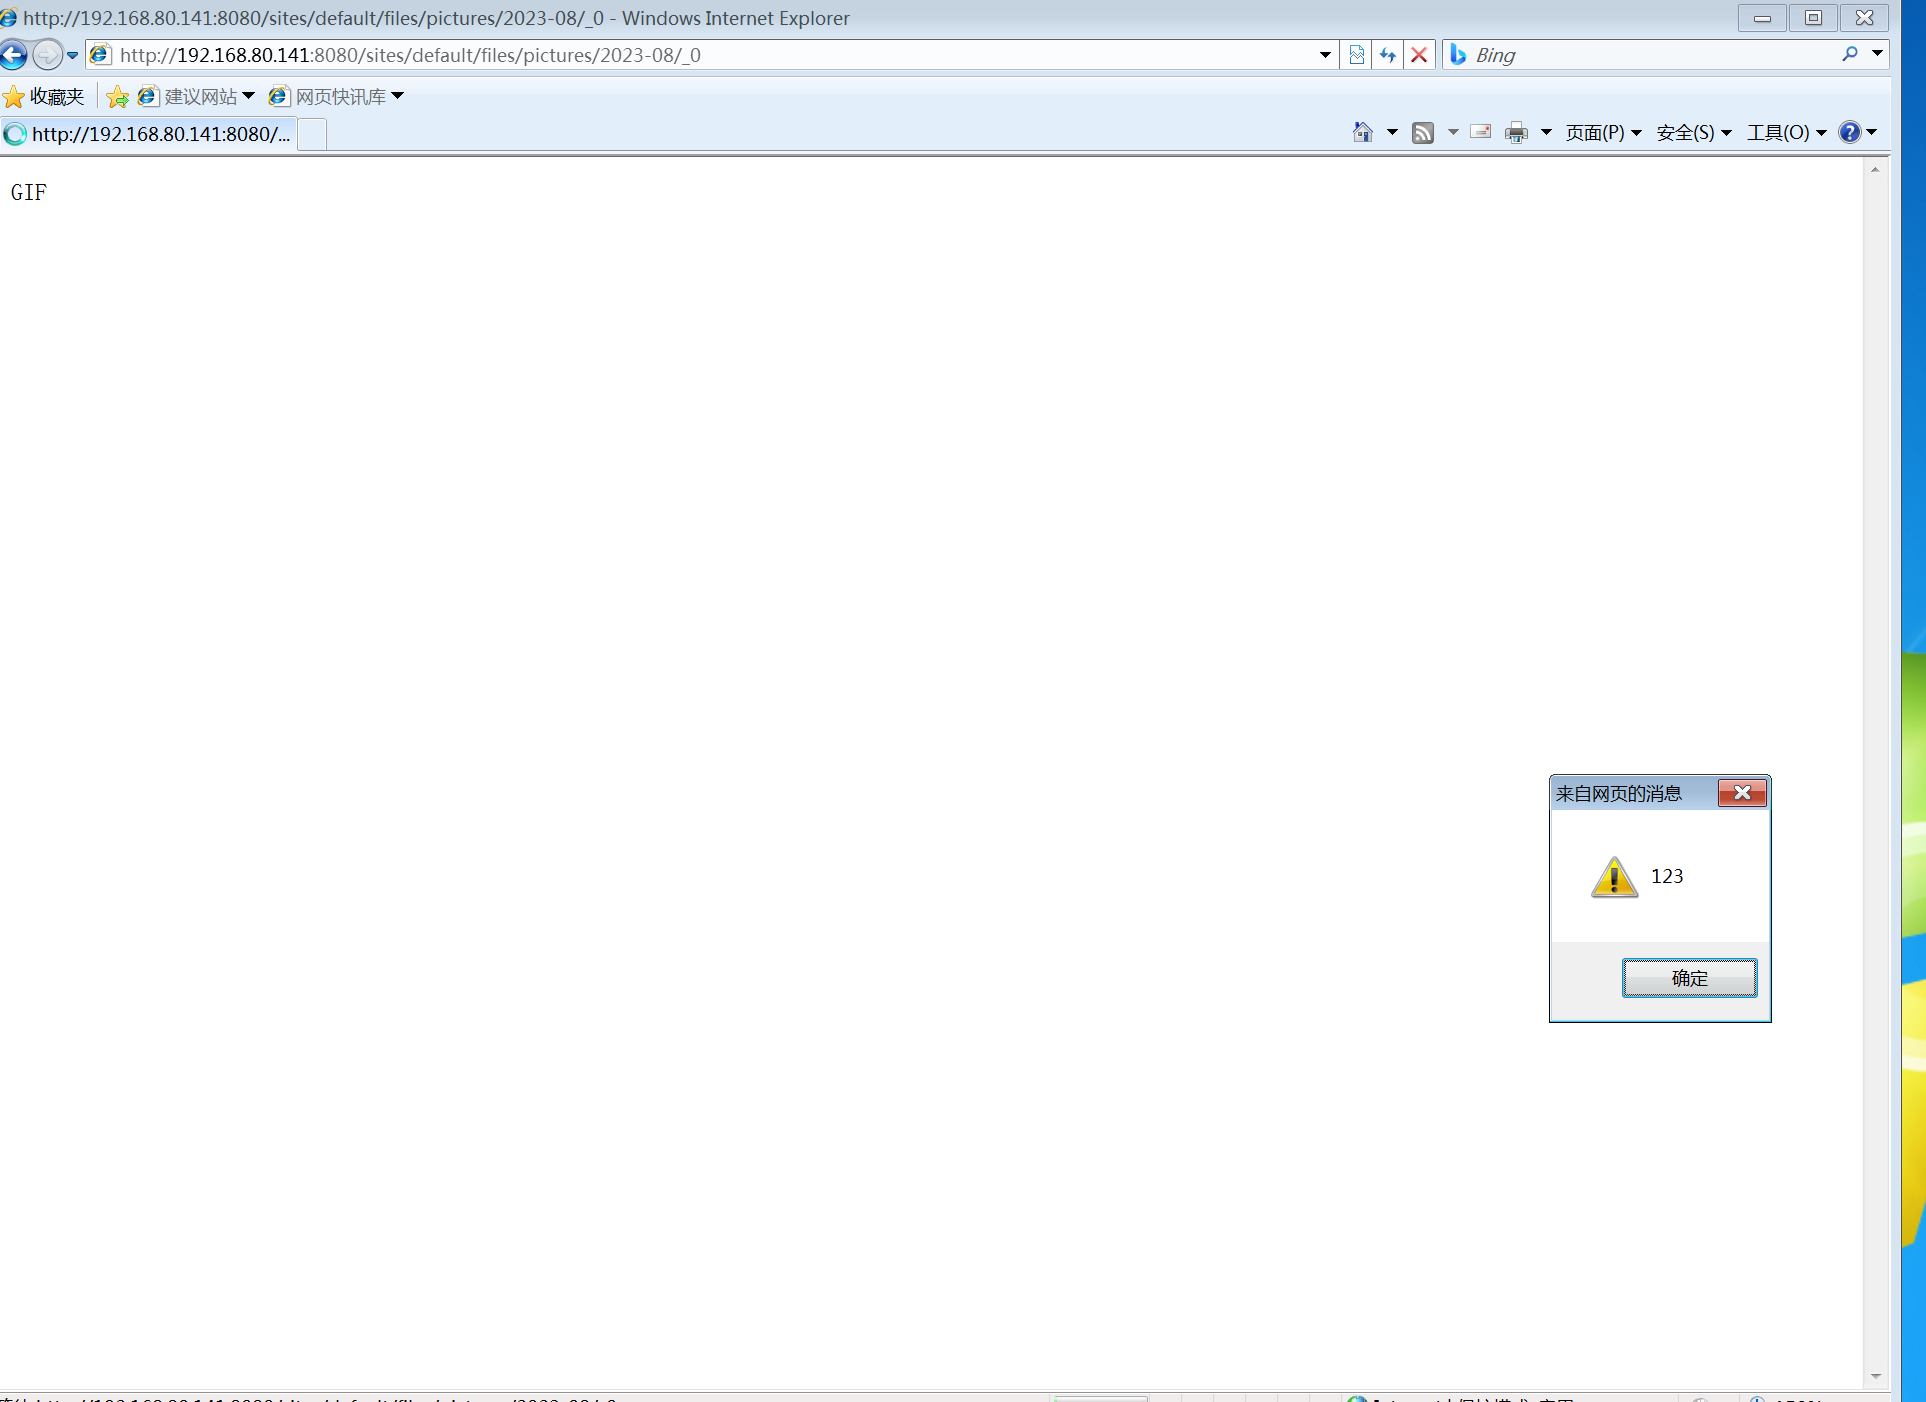 http://192.168.80.141:8080/sites/default/files/pictures/2023-08/_0 - Windows Internet Explorer
http://192.168.80.141:8080/sites/default/files/pictures/2023-08/_0
Bing
收藏夹 建议网站 网页快讯库
http://192.168.80.141:8080/...
页面(P) 安全(S) 工具(O)
GIF
来自网页的消息
123
确定